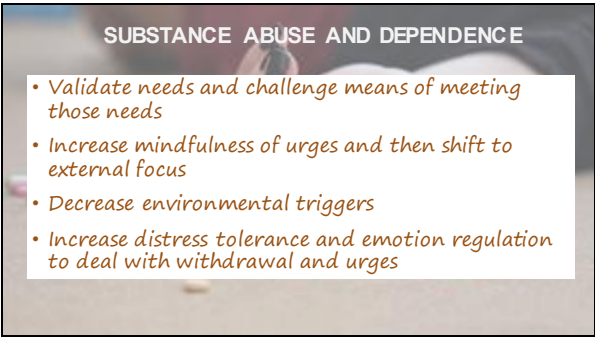 SUBSTANCE ABUSE AND DEPENDENCE
• Validate needs and challenge means of meeting
those needs
• Increase mindfulness of urges and then shift to
external focus
• Decrease environmental triggers
• Increase distress tolerance and emotion regulation
to deal with withdrawal and urges